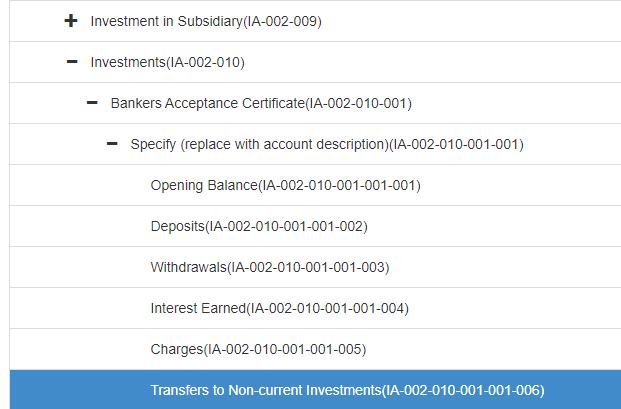 Investment in Subsidiary(IA-002-009)
Investments(IA-002-010)
Bankers Acceptance Certificate(IA-002-010-001)
Specify (replace with account description)(IA-002-010-001-001)
Opening Balance(IA-002-010-001-001-001)
Deposits(IA-002-010-001-001-002)
Withdrawals(IA-002-010-001-001-003)
Interest Earned(IA-002-010-001-001-004)
Charges(IA-002-010-001-001-005)
Transfers to Non-current Investments(IA-002-010-001-001-006)